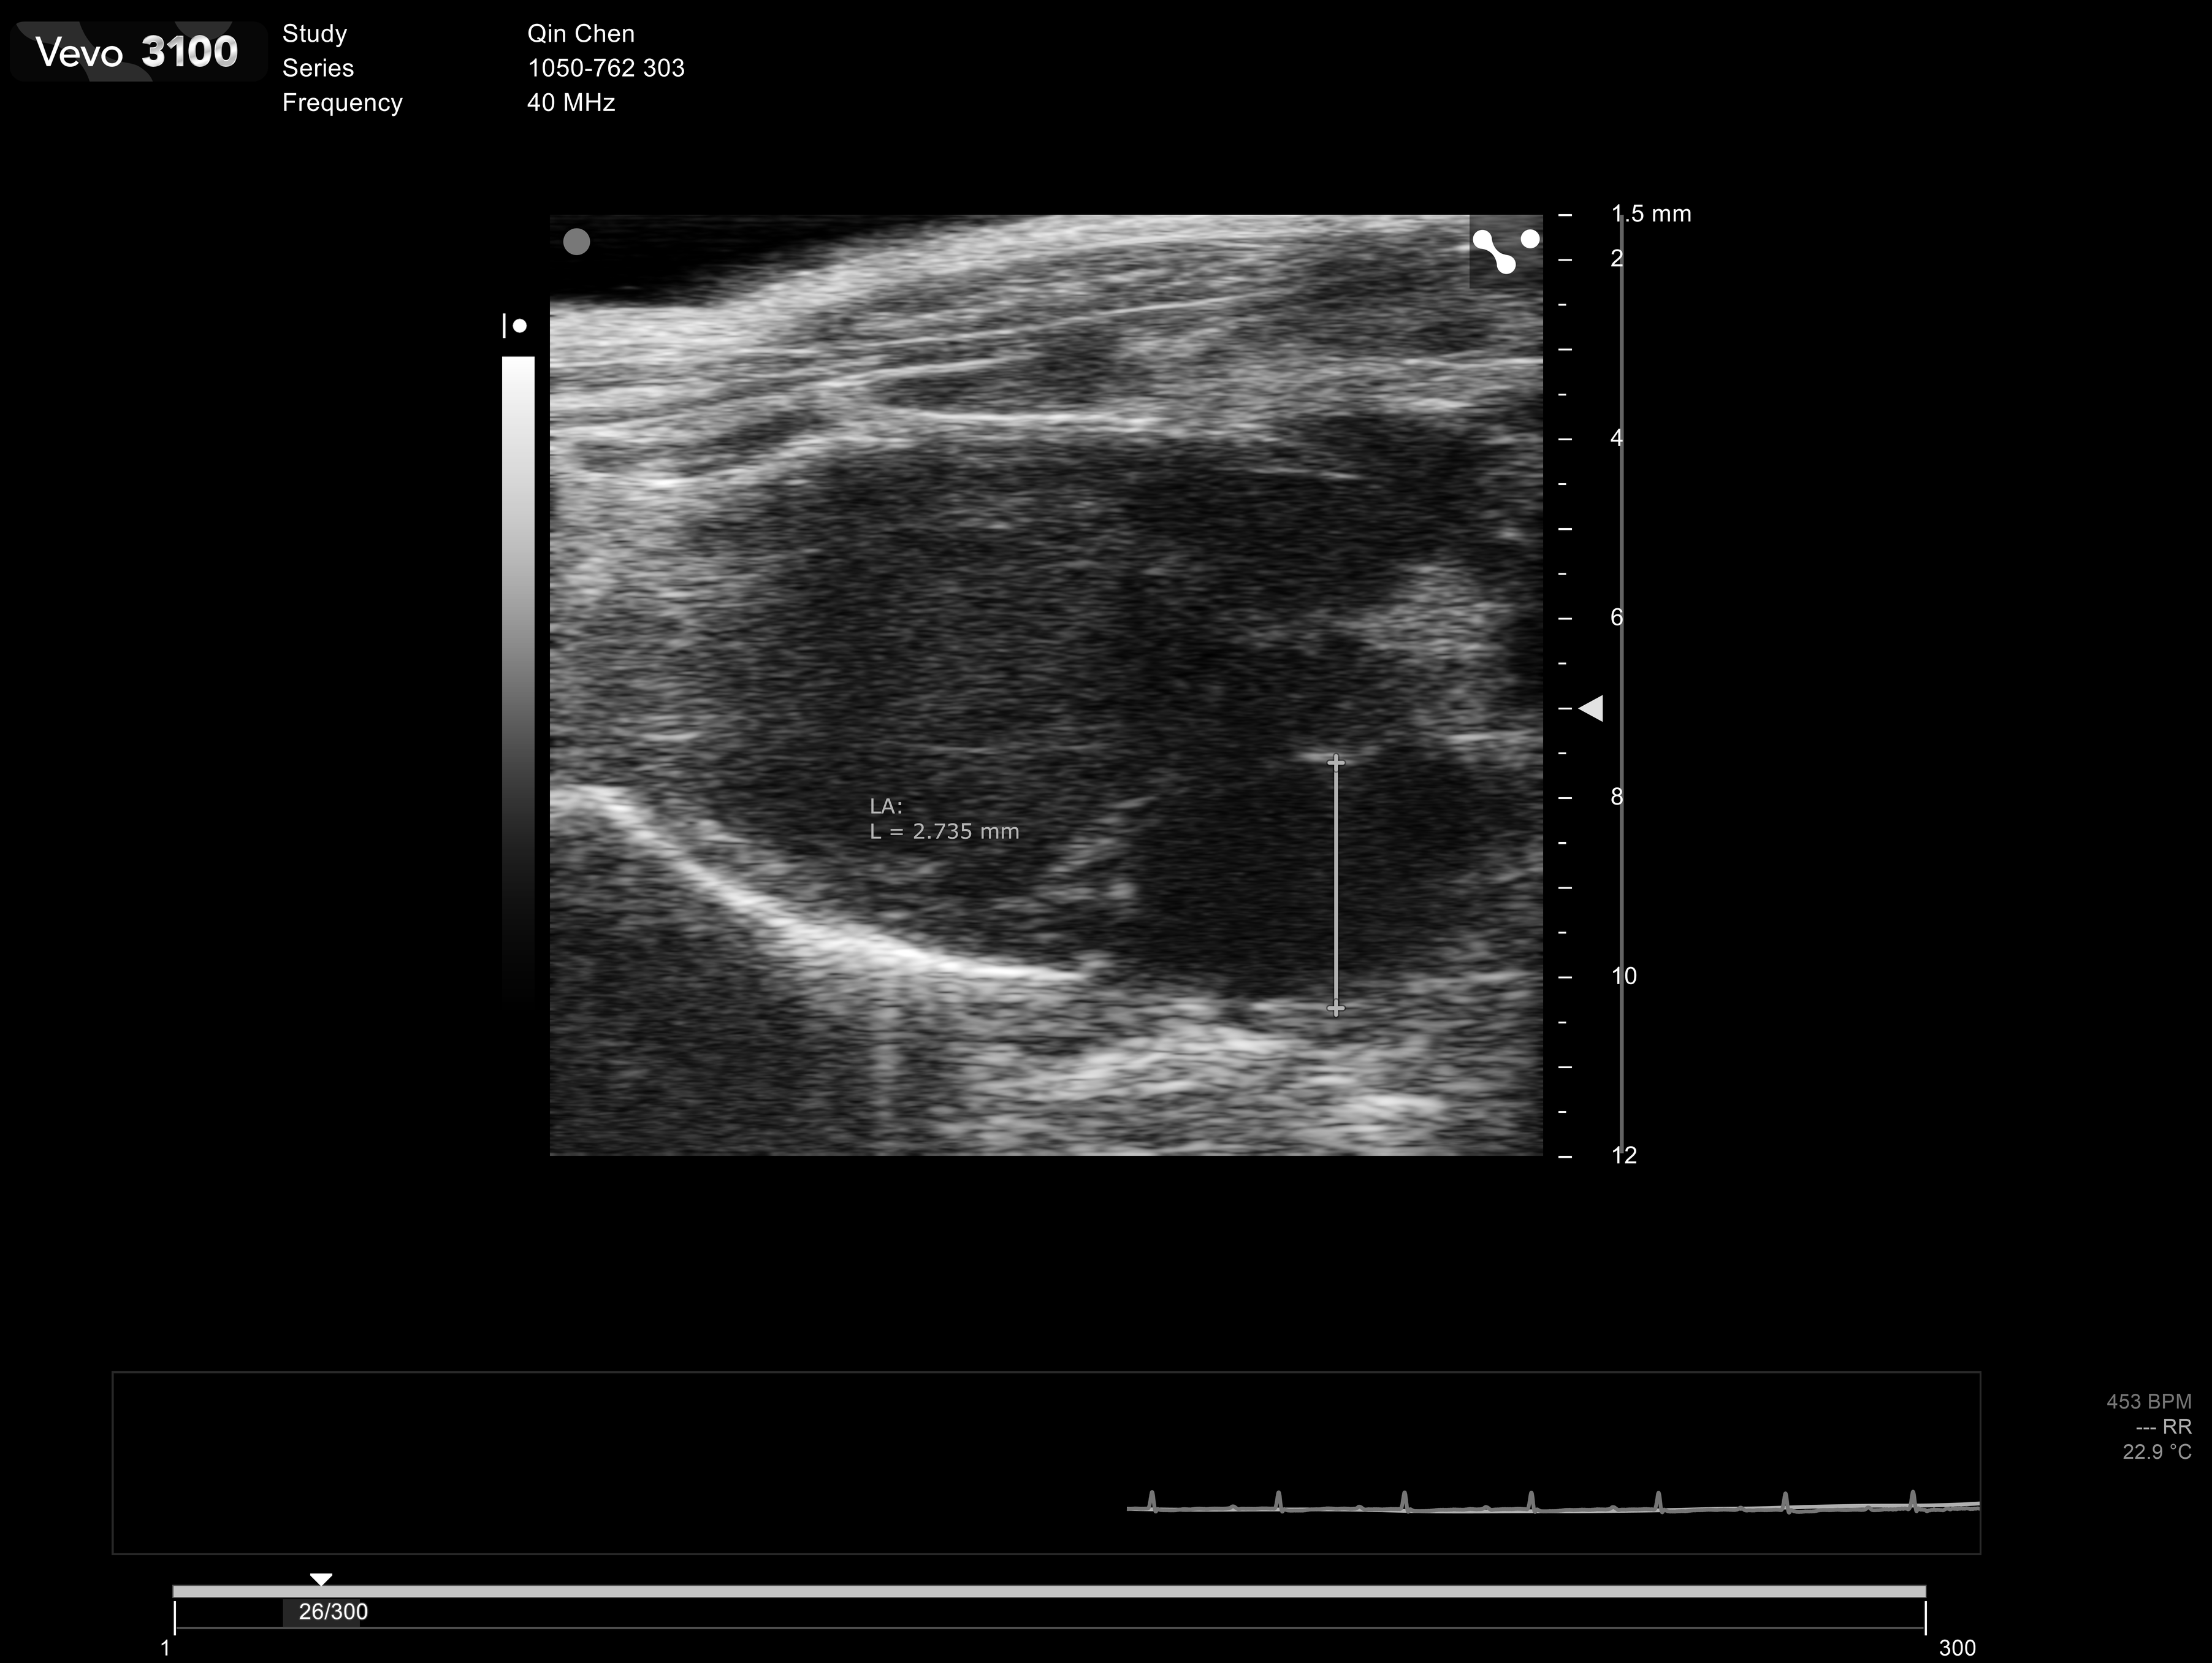 Vevo 3100
Study Qin Chen
Series 1050-762 303
Frequency 40 MHz
1.5 mm
2
4
6
8
10
12
LA:
L = 2.735 mm
453 BPM
--- RR
22.9 °C
26/300
1 300